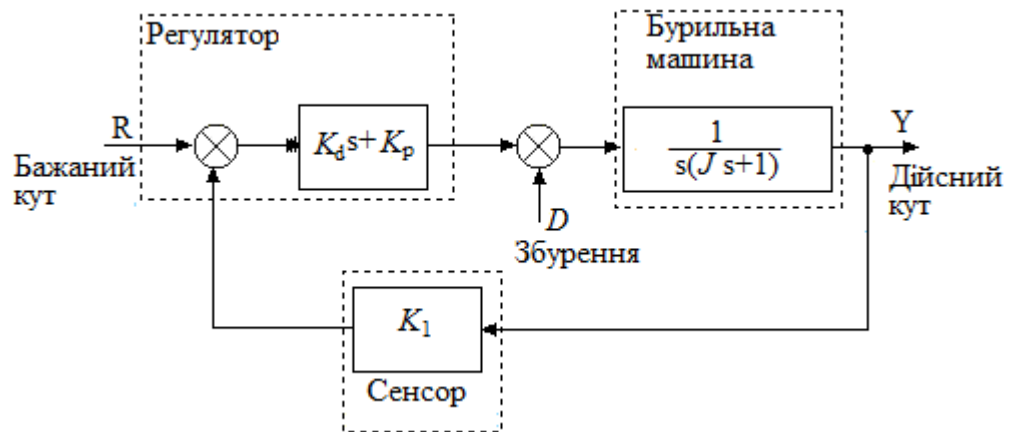 Регулятор
Бурильна
машина
R
Бажаний
кут
K_d s+K_p
D
Збурення
1
s(J s+1)
Y
Дійсний
кут
K_1
Сенсор